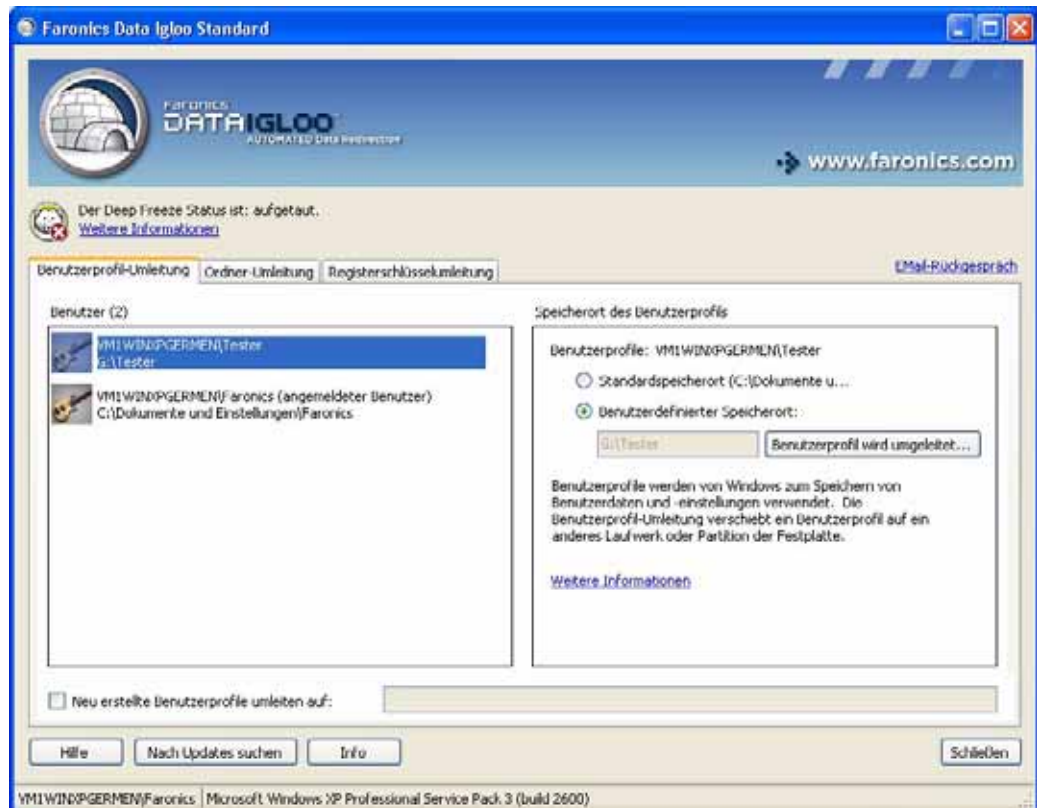 Faronics Data Igloo Standard
Faronics
DATAIGLOO
AUTOMATED Data Redirection
www.faronics.com
Der Deep Freeze Status ist: aufgetaut.
Weitere Informationen
Benutzerprofil-Umleitung
Ordner-Umleitung
Registerschlüsselumleitung
EMail-Rückgespräch
Benutzer (2)
VM1WINXPGERMEN\Tester
G:\Tester
VM1WINXPGERMEN\Faronics (angemeldeter Benutzer)
C:\Dokumente und Einstellungen\Faronics
Speicherort des Benutzerprofils
Benutzerprofile: VM1WINXPGERMEN\Tester
Standardspeicherort (C:\Dokumente u...
Benutzerdefinierter Speicherort:
G:\Tester
Benutzerprofil wird umgeleitet...
Benutzerprofile werden von Windows zum Speichern von
Benutzerdaten und -einstellungen verwendet. Die
Benutzerprofil-Umleitung verschiebt ein Benutzerprofil auf ein
anderes Laufwerk oder Partition der Festplatte.
Weitere Informationen
Neu erstellte Benutzerprofile umleiten auf:
Hilfe
Nach Updates suchen
Info
Schließen
VM1WINXPGERMEN\Faronics
Microsoft Windows XP Professional Service Pack 3 (build 2600)